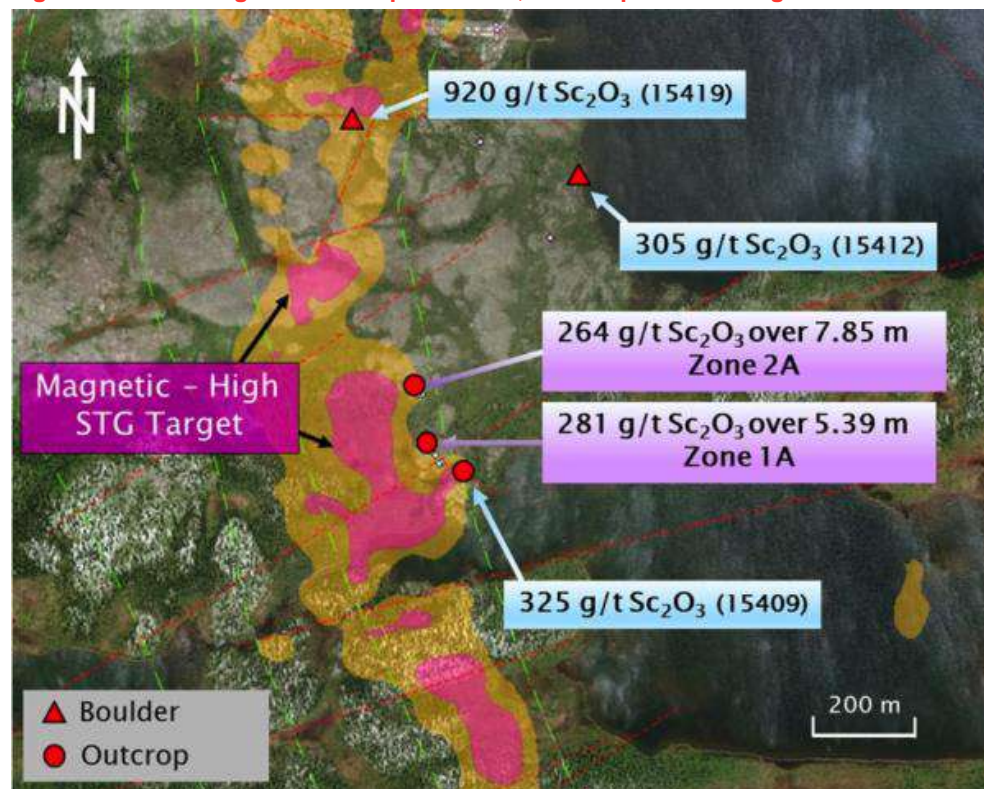 N
920 g/t Sc₂O₃ (15419)
305 g/t Sc₂O₃ (15412)
264 g/t Sc₂O₃ over 7.85 m
Zone 2A
Magnetic - High
STG Target
281 g/t Sc₂O₃ over 5.39 m
Zone 1A
325 g/t Sc₂O₃ (15409)
200 m
Boulder
Outcrop